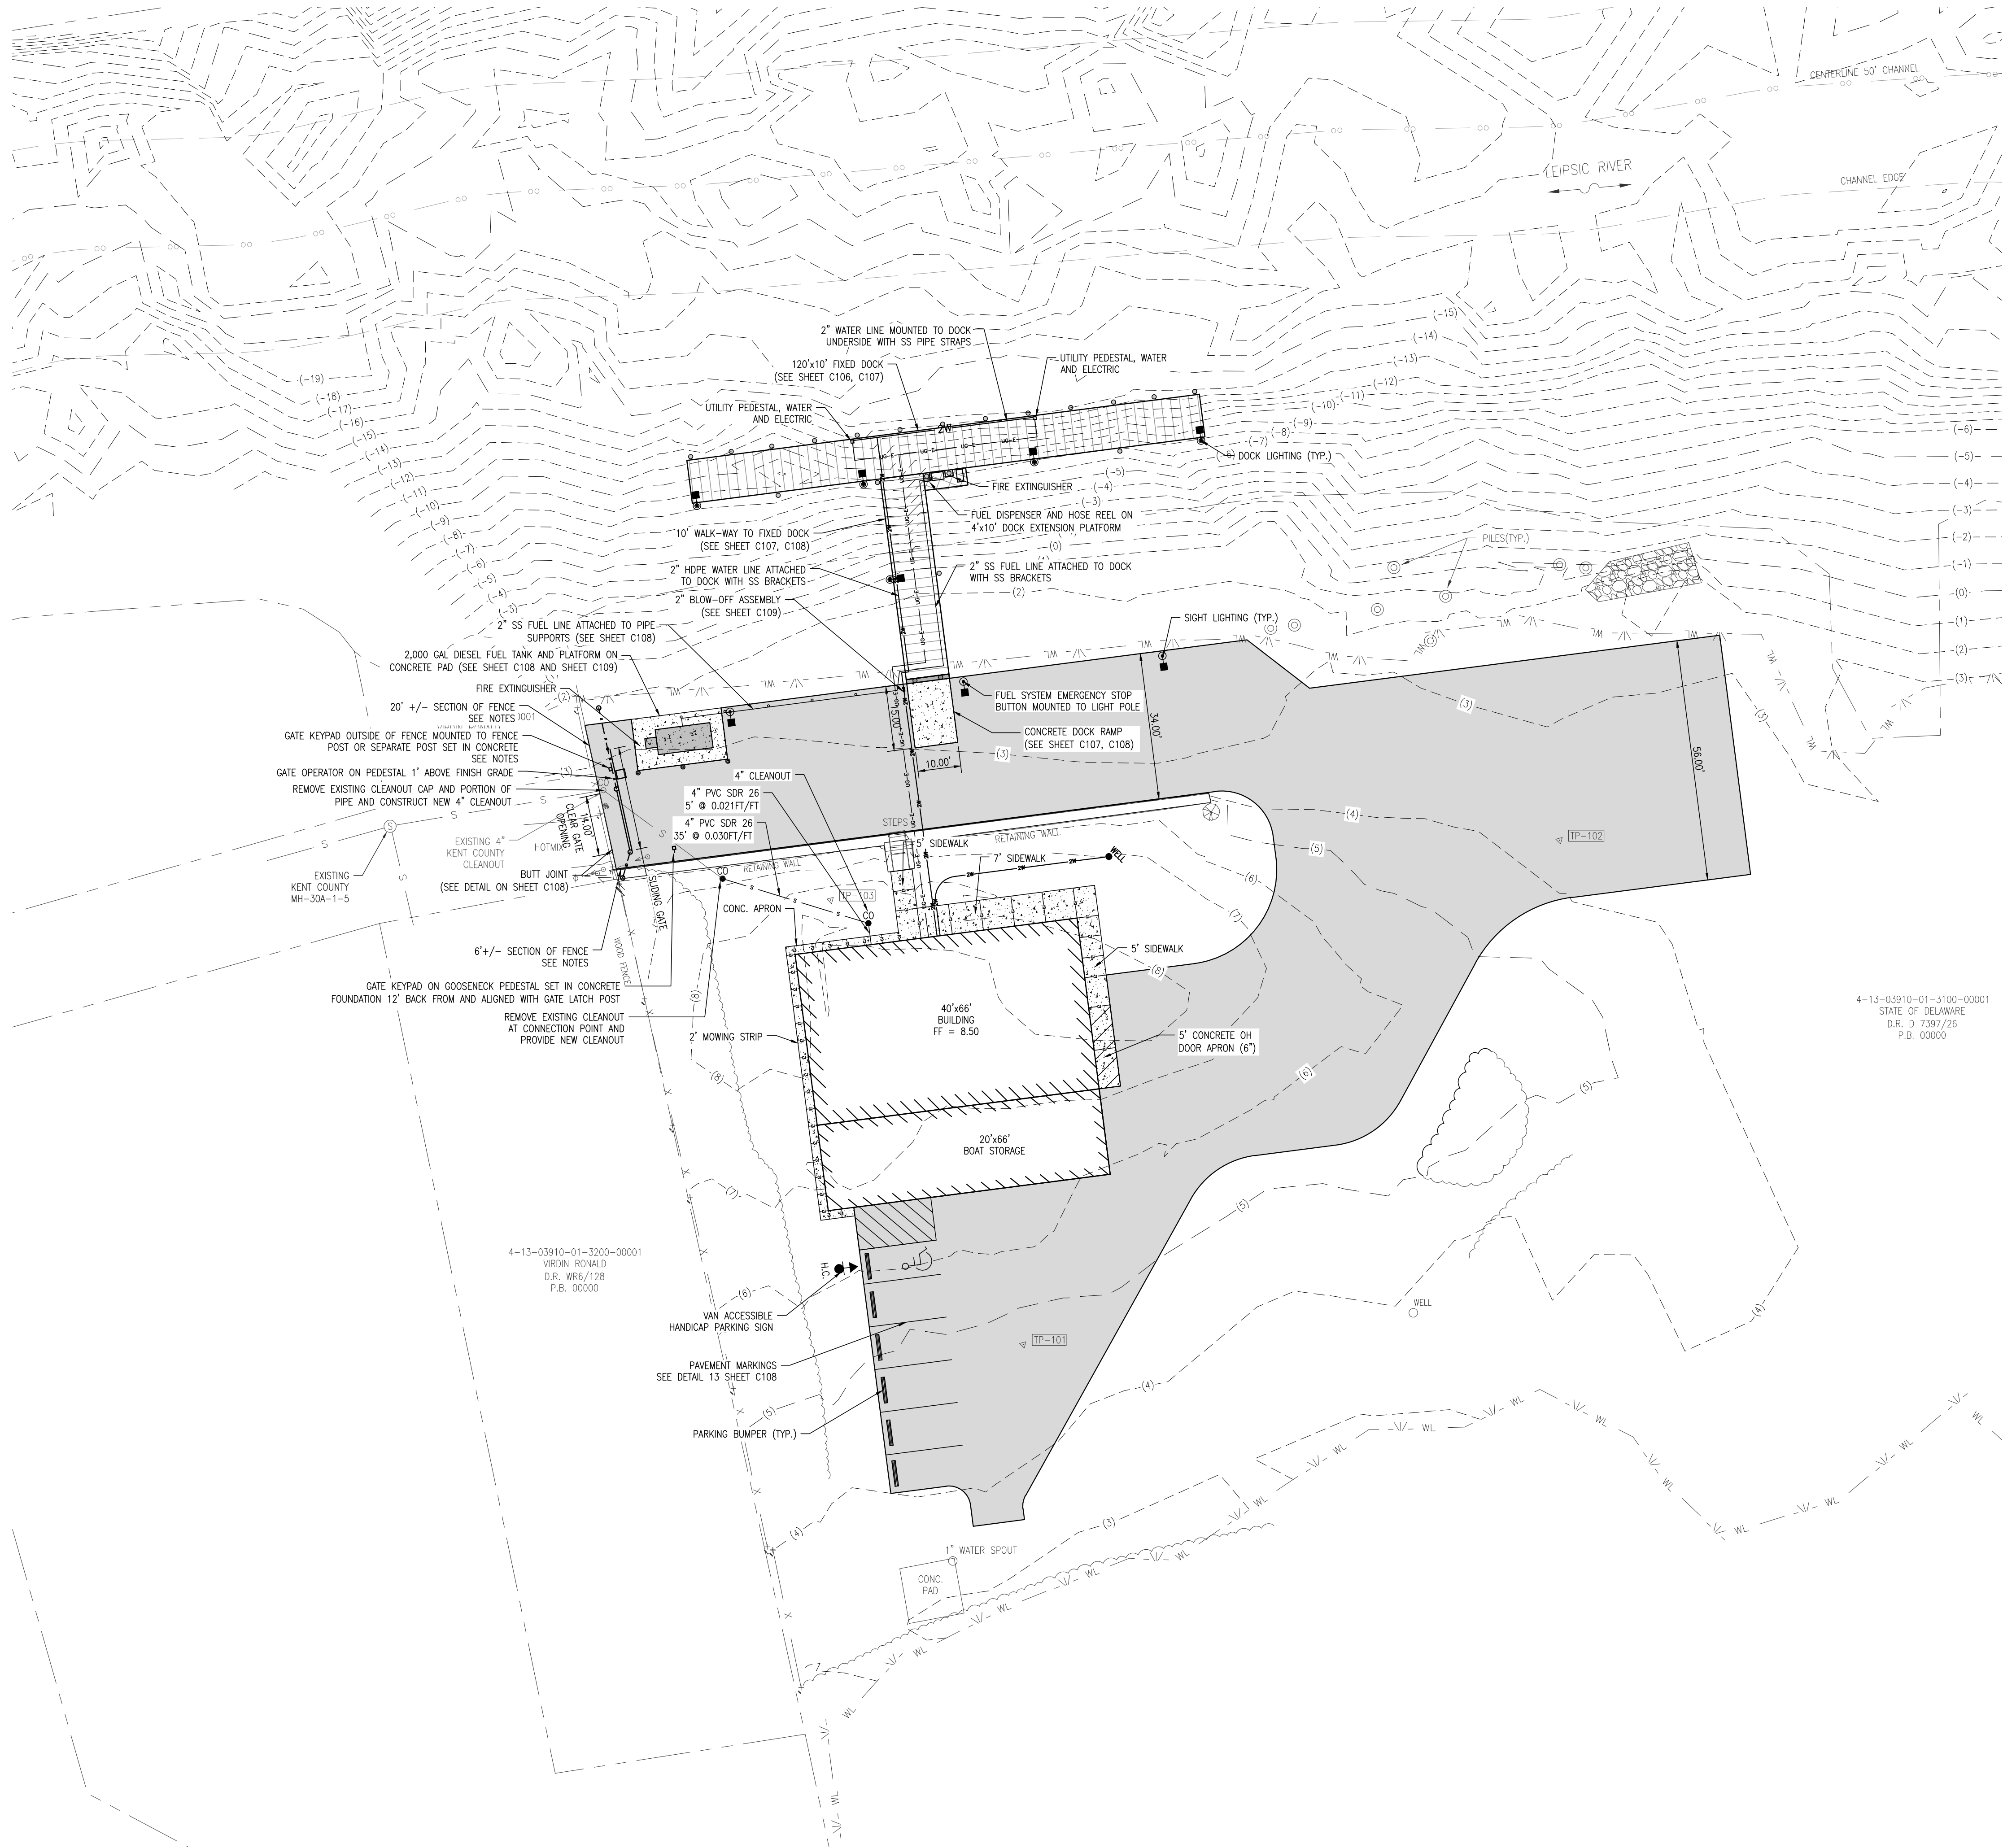 CENTERLINE 50' CHANNEL
LEIPSIC RIVER
CHANNEL EDGE
2" WATER LINE MOUNTED TO DOCK
UNDERSIDE WITH SS PIPE STRAPS
120'x10' FIXED DOCK
(SEE SHEET C106, C107)
UTILITY PEDESTAL, WATER
AND ELECTRIC
UTILITY PEDESTAL, WATER
AND ELECTRIC
2W
UG-E
UG-E
UG-E
UG-E
DOCK LIGHTING (TYP.)
FIRE EXTINGUISHER
FUEL DISPENSER AND HOSE REEL ON
4'x10' DOCK EXTENSION PLATFORM
10' WALK-WAY TO FIXED DOCK
(SEE SHEET C107, C108)
2" HDPE WATER LINE ATTACHED
TO DOCK WITH SS BRACKETS
2" SS FUEL LINE ATTACHED TO DOCK
WITH SS BRACKETS
2" BLOW-OFF ASSEMBLY
(SEE SHEET C109)
2" SS FUEL LINE ATTACHED TO PIPE
SUPPORTS (SEE SHEET C108)
2,000 GAL DIESEL FUEL TANK AND PLATFORM ON
CONCRETE PAD (SEE SHEET C108 AND SHEET C109)
FIRE EXTINGUISHER
20' +/- SECTION OF FENCE
SEE NOTES
GATE KEYPAD OUTSIDE OF FENCE MOUNTED TO FENCE
POST OR SEPARATE POST SET IN CONCRETE
SEE NOTES
GATE OPERATOR ON PEDESTAL 1' ABOVE FINISH GRADE
REMOVE EXISTING CLEANOUT CAP AND PORTION OF
PIPE AND CONSTRUCT NEW 4" CLEANOUT
14.00'
CLEAR GATE
OPENING
EXISTING 4"
KENT COUNTY
CLEANOUT
HOTMIX
EXISTING
KENT COUNTY
MH-30A-1-5
BUTT JOINT
(SEE DETAIL ON SHEET C108)
SLIDING GATE
WOOD FENCE
6'+/- SECTION OF FENCE
SEE NOTES
GATE KEYPAD ON GOOSENECK PEDESTAL SET IN CONCRETE
FOUNDATION 12' BACK FROM AND ALIGNED WITH GATE LATCH POST
REMOVE EXISTING CLEANOUT
AT CONNECTION POINT AND
PROVIDE NEW CLEANOUT
SIGHT LIGHTING (TYP.)
PILES(TYP.)
FUEL SYSTEM EMERGENCY STOP
BUTTON MOUNTED TO LIGHT POLE
CONCRETE DOCK RAMP
(SEE SHEET C107, C108)
15.00'
10.00'
34.00'
56.00'
4" CLEANOUT
4" PVC SDR 26
5' @ 0.021FT/FT
4" PVC SDR 26
35' @ 0.030FT/FT
STEPS
RETAINING WALL
RETAINING WALL
5' SIDEWALK
7' SIDEWALK
WELL
TP-103
TP-102
CO
CO
CONC. APRON
5' SIDEWALK
40'x66'
BUILDING
FF = 8.50
2' MOWING STRIP
5' CONCRETE OH
DOOR APRON (6")
20'x66'
BOAT STORAGE
4-13-03910-01-3100-00001
STATE OF DELAWARE
D.R. D 7397/26
P.B. 00000
4-13-03910-01-3200-00001
VIRDIN RONALD
D.R. WR6/128
P.B. 00000
H.C.
VAN ACCESSIBLE
HANDICAP PARKING SIGN
PAVEMENT MARKINGS
SEE DETAIL 13 SHEET C108
PARKING BUMPER (TYP.)
TP-101
WELL
1" WATER SPOUT
CONC.
PAD